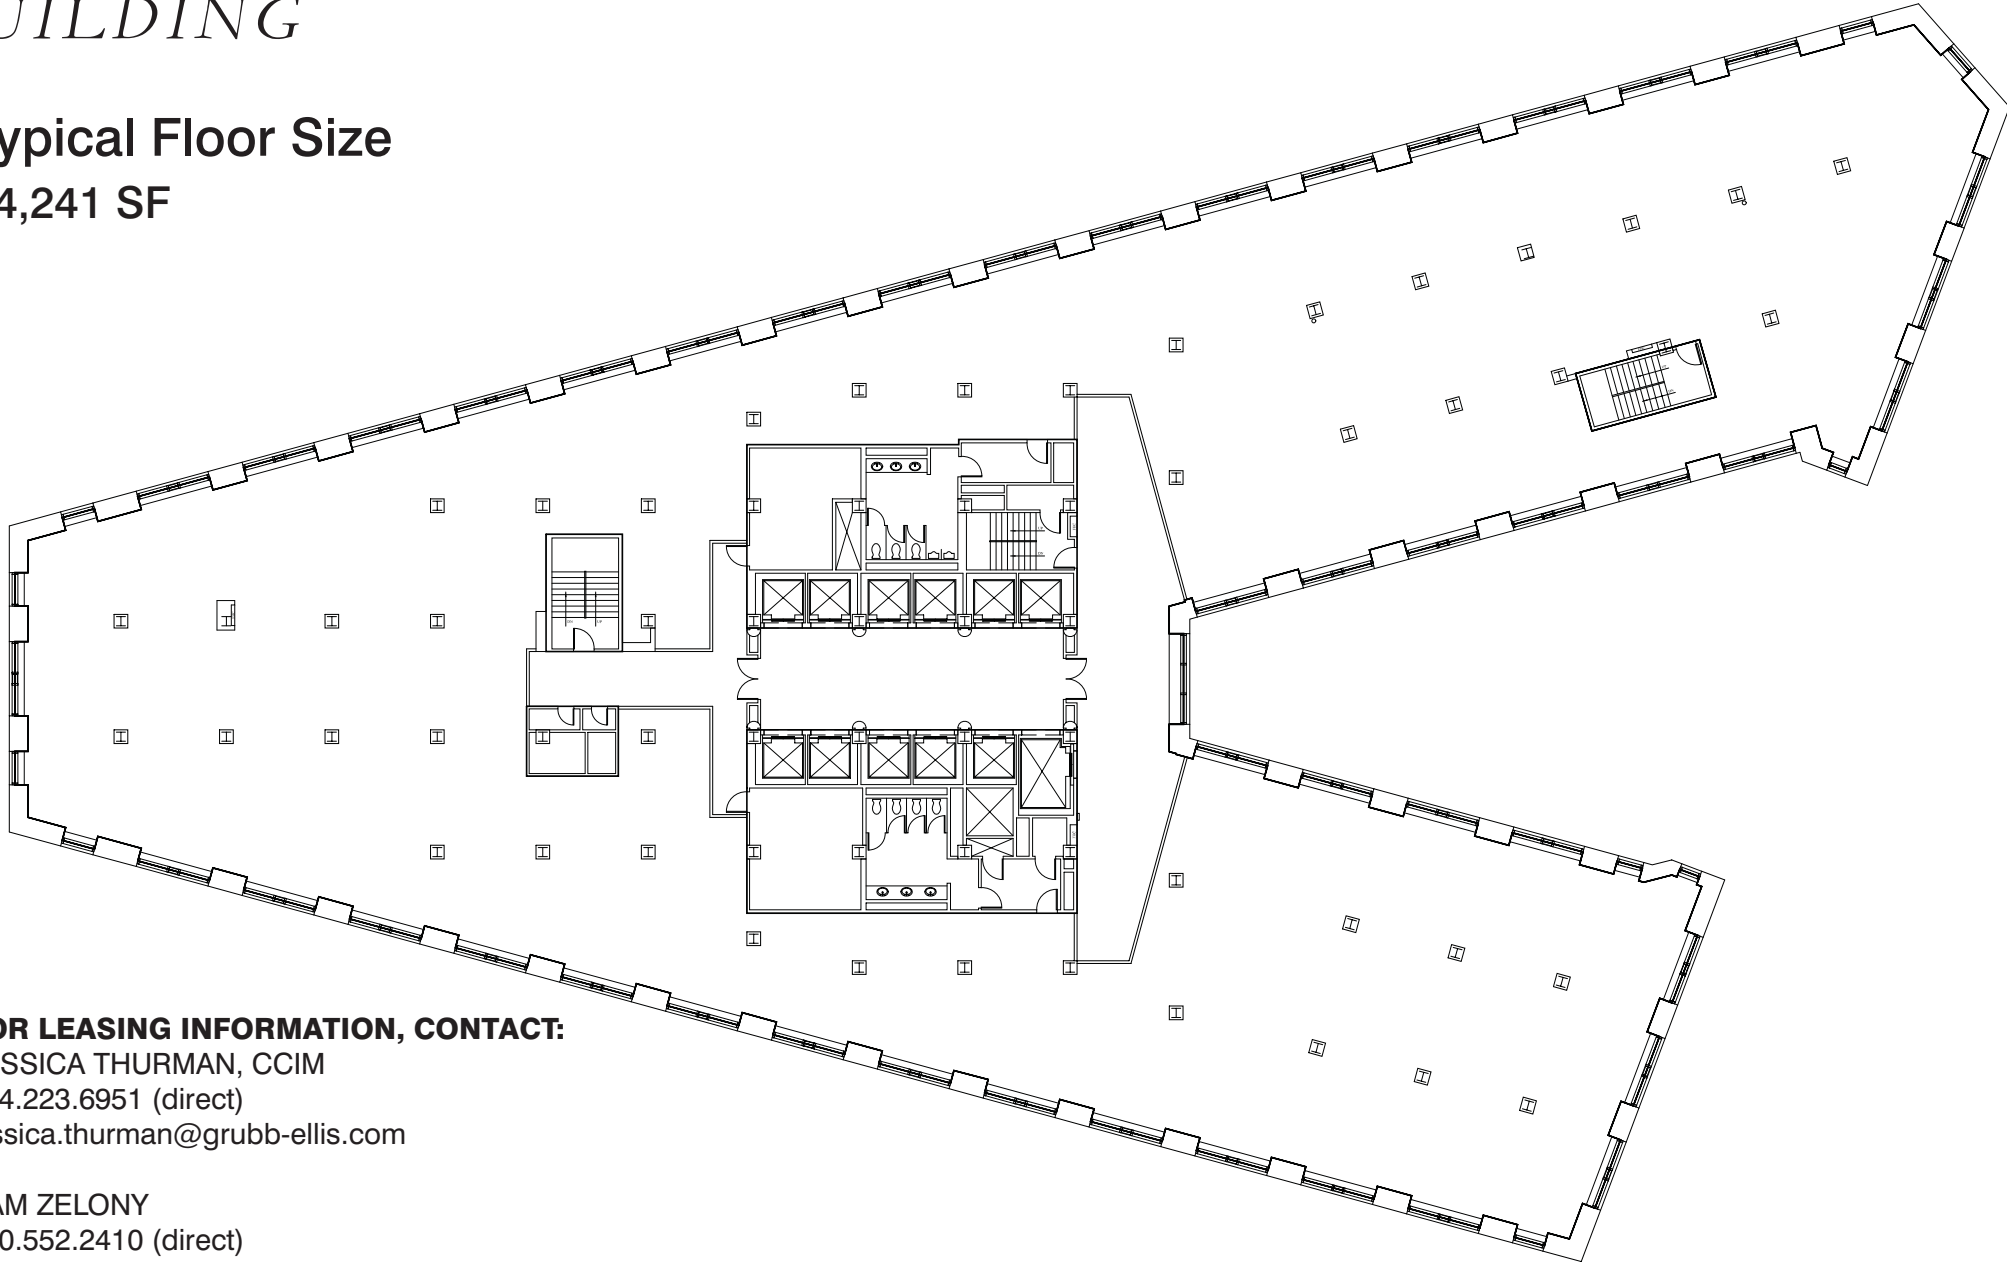 UILDING
ypical Floor Size
4,241 SF
OR LEASING INFORMATION, CONTACT:
SSICA THURMAN, CCIM
4.223.6951 (direct)
ssica.thurman@grubb-ellis.com
AM ZELONY
0.552.2410 (direct)